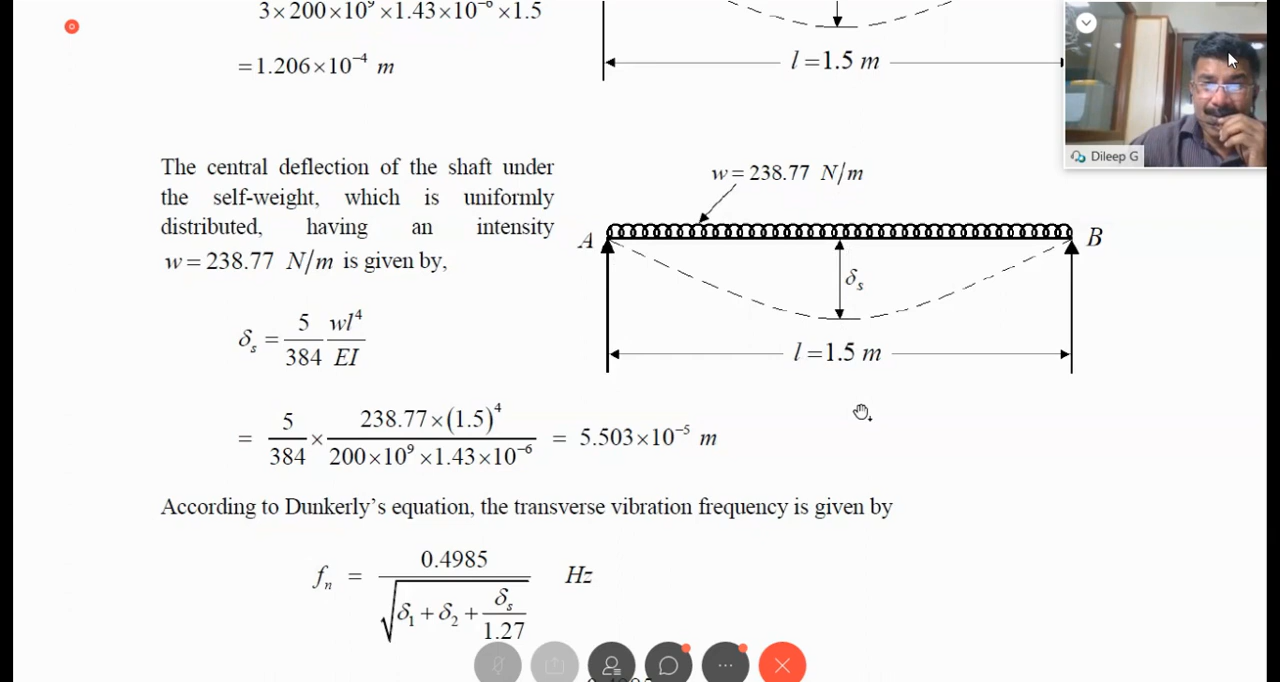 3×200×10⁹×1.43×10⁻⁶×1.5
=1.206×10⁻⁴ m
l=1.5 m
Dileep G
The central deflection of the shaft under
the self-weight, which is uniformly
distributed, having an intensity
w=238.77 N/m is given by,
w=238.77 N/m
A
B
δₛ
l=1.5 m
δₛ = 5/384 wl⁴/EI
= 5/384 × 238.77×(1.5)⁴/200×10⁹×1.43×10⁻⁶ = 5.503×10⁻⁵ m
According to Dunkerly's equation, the transverse vibration frequency is given by
fₙ = 0.4985/√δ₁+δ₂+δₛ/1.27 Hz